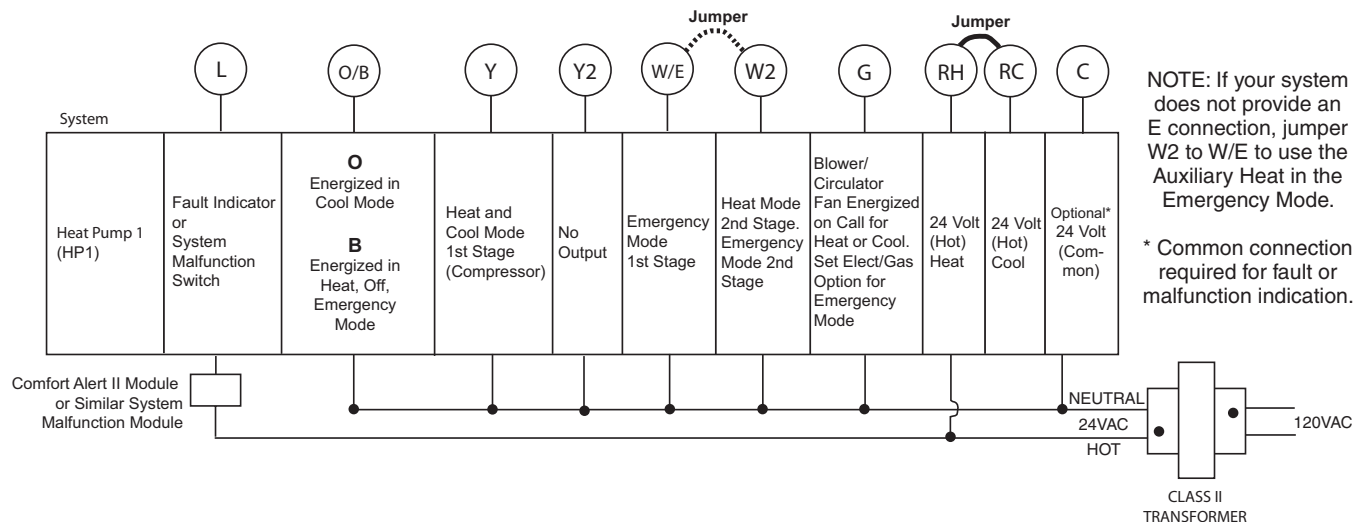 Jumper
Jumper
L
O/B
Y
Y2
W/E
W2
G
RH
RC
C
System
Heat Pump 1
(HP1)
Fault Indicator
or
System
Malfunction
Switch
O
Energized in
Cool Mode
B
Energized in
Heat, Off,
Emergency
Mode
Heat and
Cool Mode
1st Stage
(Compressor)
No
Output
Emergency
Mode
1st Stage
Heat Mode
2nd Stage.
Emergency
Mode 2nd
Stage
Blower/
Circulator
Fan Energized
on Call for
Heat or Cool.
Set Elect/Gas
Option for
Emergency
Mode
24 Volt
(Hot)
Heat
24 Volt
(Hot)
Cool
Optional*
24 Volt
(Com-
mon)
NOTE: If your system
does not provide an
E connection, jumper
W2 to W/E to use the
Auxiliary Heat in the
Emergency Mode.
* Common connection
required for fault or
malfunction indication.
Comfort Alert II Module
or Similar System
Malfunction Module
NEUTRAL
24VAC
HOT
120VAC
CLASS II
TRANSFORMER